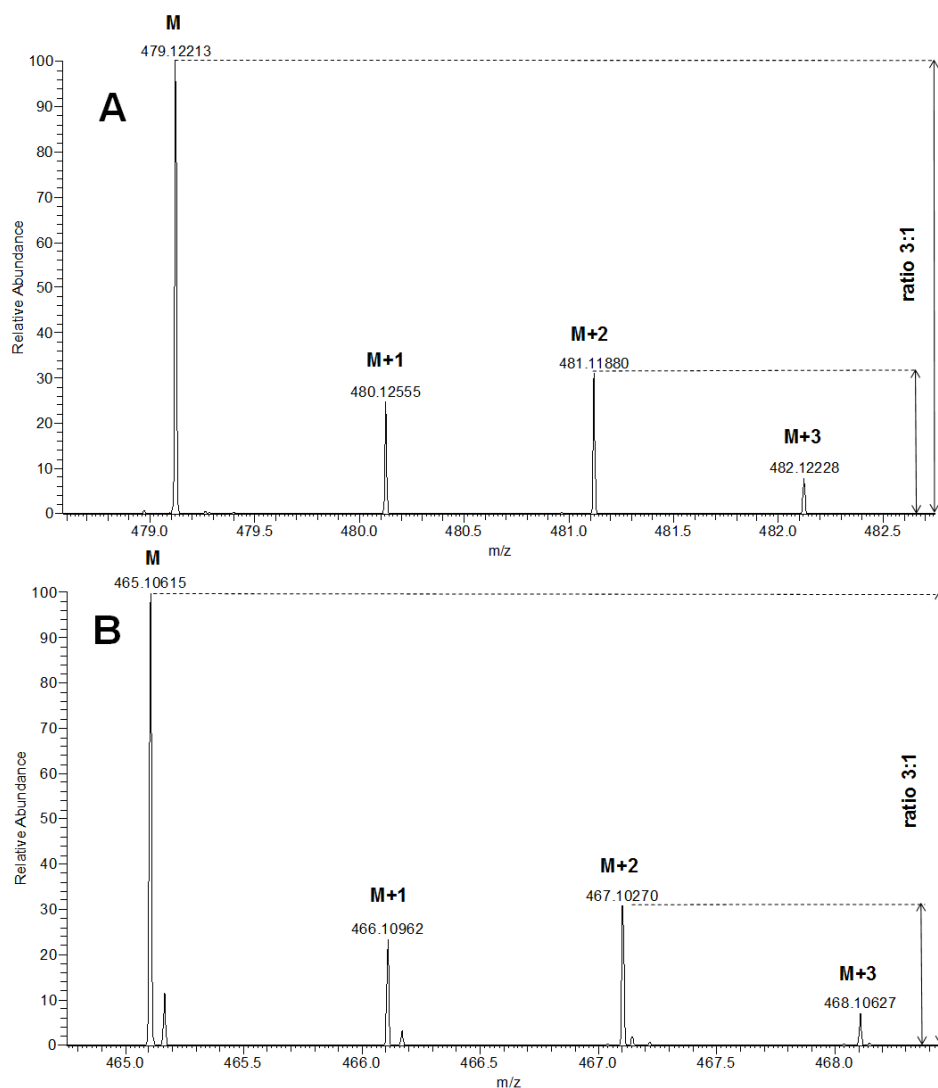 M
479.12213
100
A
90
80
70
60
50
40
30
20
10
0
Relative Abundance
M+1
480.12555
M+2
481.11880
M+3
482.12228
ratio 3:1
479.0
479.5
480.0
480.5
481.0
481.5
482.0
482.5
m/z
M
465.10615
100
B
90
80
70
60
50
40
30
20
10
0
Relative Abundance
M+1
466.10962
M+2
467.10270
M+3
468.10627
ratio 3:1
465.0
465.5
466.0
466.5
467.0
467.5
468.0
m/z